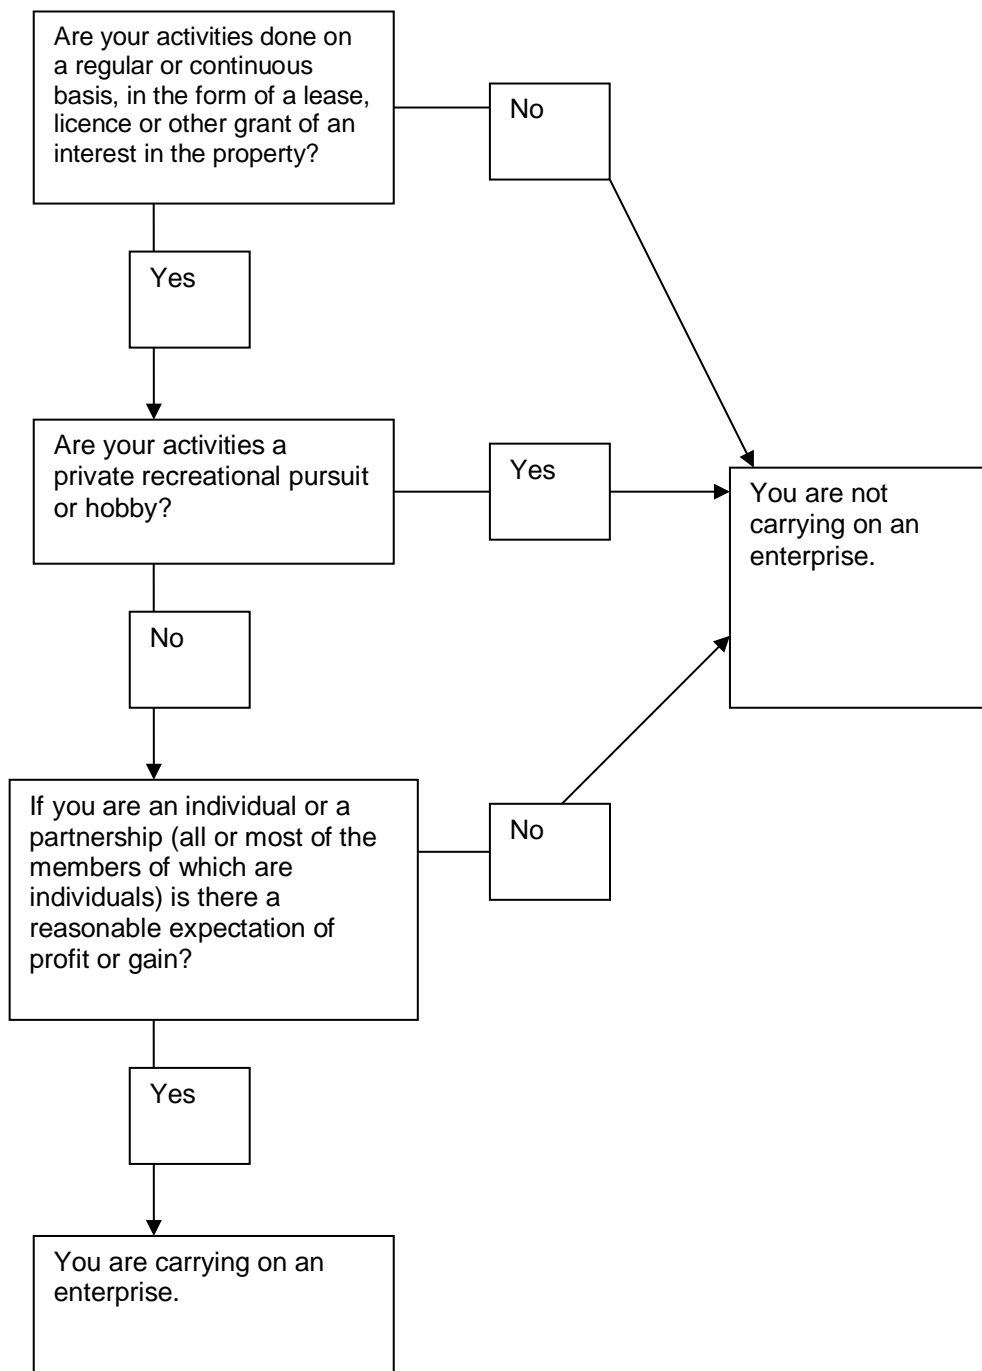 Are your activities done on
a regular or continuous
basis, in the form of a lease,
licence or other grant of an
interest in the property?
No
Yes
Are your activities a
private recreational pursuit
or hobby?
Yes
You are not
carrying on an
enterprise.
No
If you are an individual or a
partnership (all or most of the
members of which are
individuals) is there a
reasonable expectation of
profit or gain?
No
Yes
You are carrying on an
enterprise.